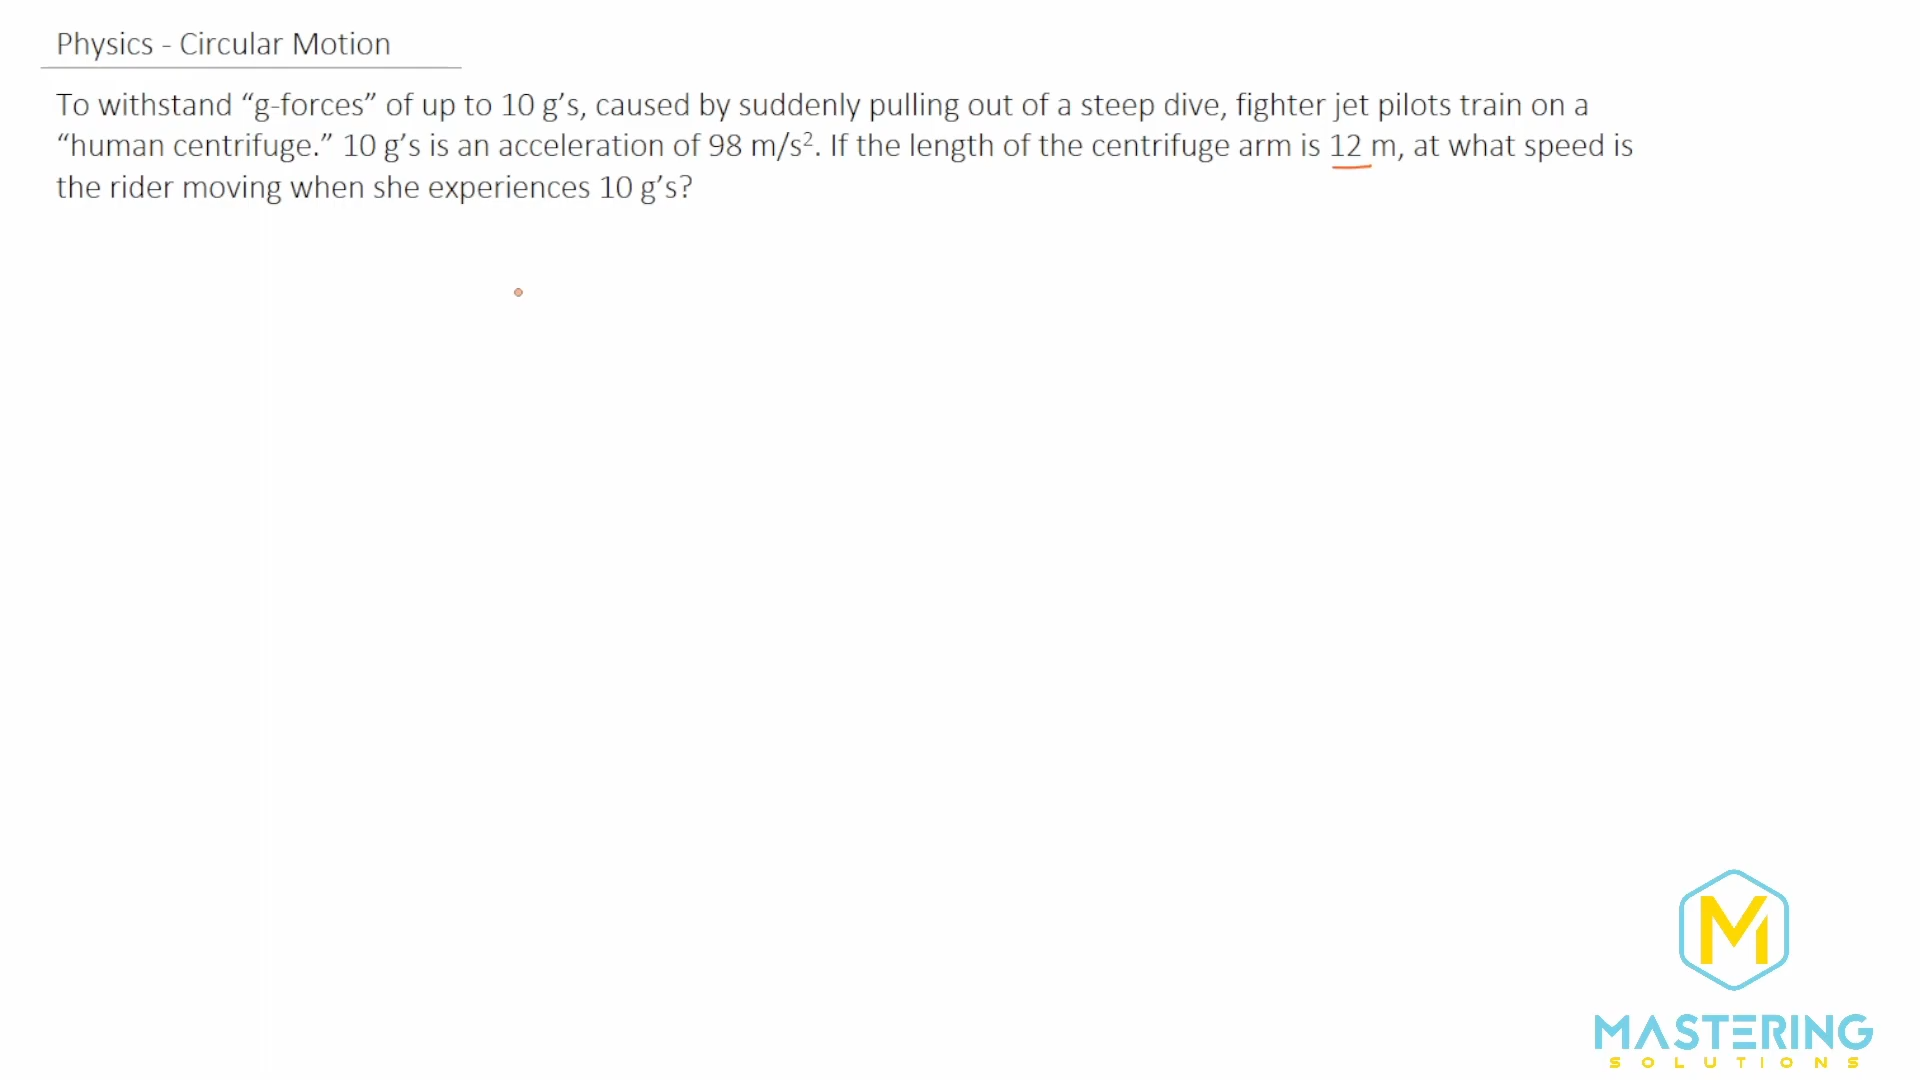 Physics - Circular Motion
To withstand “g-forces” of up to 10 g’s, caused by suddenly pulling out of a steep dive, fighter jet pilots train on a
“human centrifuge.” 10 g’s is an acceleration of 98 m/s². If the length of the centrifuge arm is 12 m, at what speed is
the rider moving when she experiences 10 g’s?
M
MASTERING
SOLUTIONS